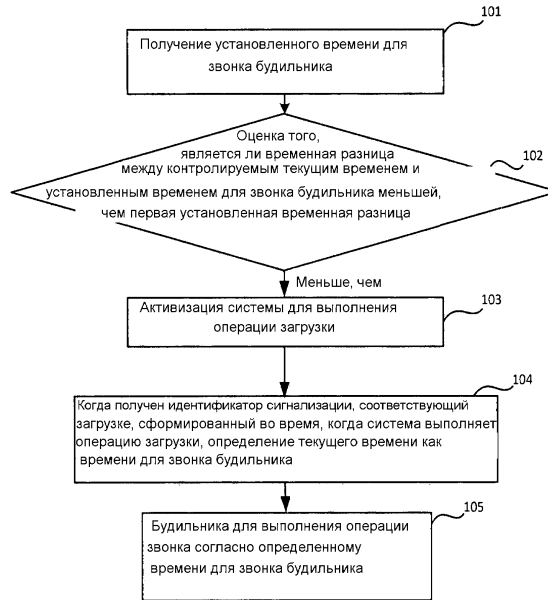 101
Получение установленного времени для
звонка будильника
Оценка того,
является ли временная разница
102
между контролируемым текущим временем и
установленным временем для звонка будильника меньшей,
чем первая установленная временная разница
Меньше, чем
103
Активизация системы для выполнения
операции загрузки
104
Когда получен идентификатор сигнализации, соответствующий
загрузке, сформированный во время, когда система выполняет
операцию загрузки, определение текущего времени как
времени для звонка будильника
105
Будильника для выполнения операции
звонка согласно определенному
времени для звонка будильника